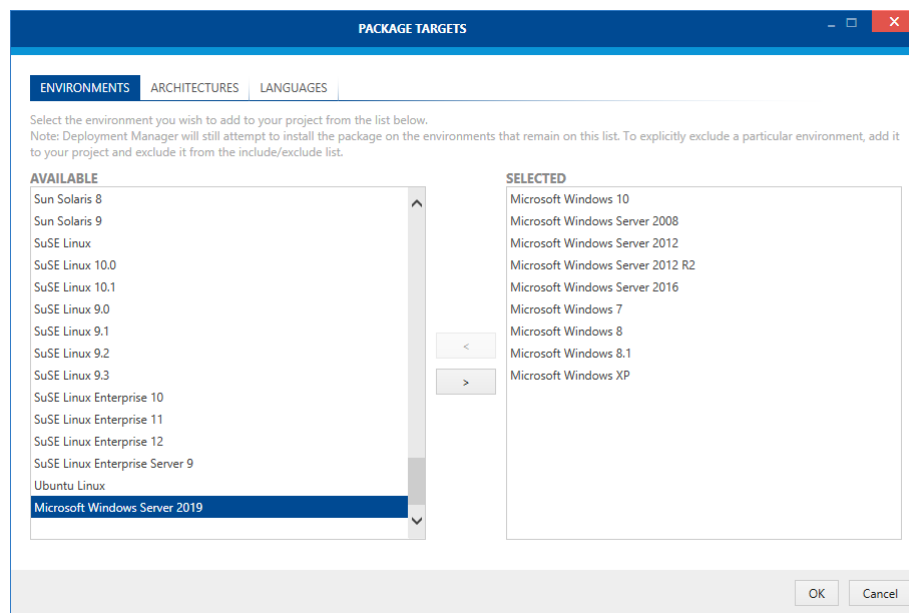 PACKAGE TARGETS
ENVIRONMENTS ARCHITECTURES LANGUAGES
Select the environment you wish to add to your project from the list below.
Note: Deployment Manager will still attempt to install the package on the environments that remain on this list. To explicitly exclude a particular environment, add it
to your project and exclude it from the include/exclude list.
AVAILABLE
Sun Solaris 8
Sun Solaris 9
SuSE Linux
SuSE Linux 10.0
SuSE Linux 10.1
SuSE Linux 9.0
SuSE Linux 9.1
SuSE Linux 9.2
SuSE Linux 9.3
SuSE Linux Enterprise 10
SuSE Linux Enterprise 11
SuSE Linux Enterprise 12
SuSE Linux Enterprise Server 9
Ubuntu Linux
Microsoft Windows Server 2019
<
>
SELECTED
Microsoft Windows 10
Microsoft Windows Server 2008
Microsoft Windows Server 2012
Microsoft Windows Server 2012 R2
Microsoft Windows Server 2016
Microsoft Windows 7
Microsoft Windows 8
Microsoft Windows 8.1
Microsoft Windows XP
OK Cancel